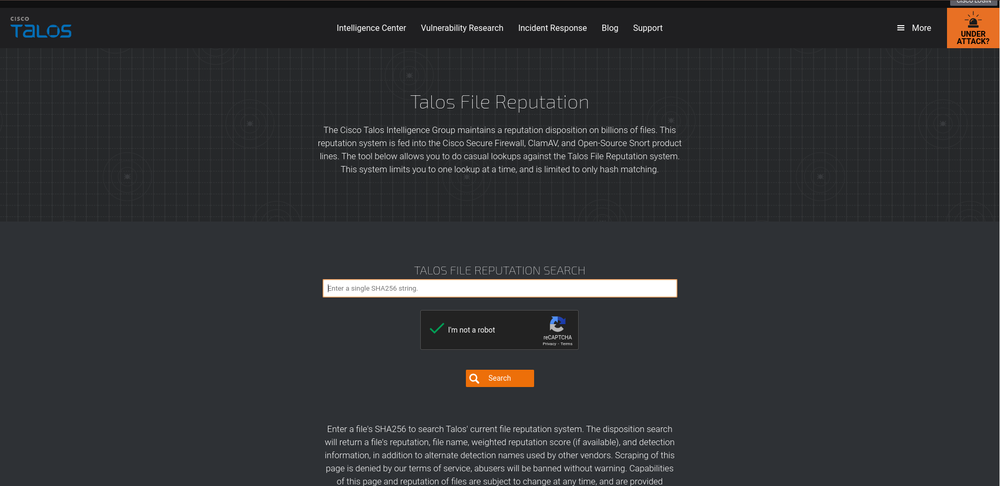 CISCO LOGIN
CISCO
TALOS
Intelligence Center Vulnerability Research Incident Response Blog Support
More
UNDER
ATTACK?
Talos File Reputation
The Cisco Talos Intelligence Group maintains a reputation disposition on billions of files. This
reputation system is fed into the Cisco Secure Firewall, ClamAV, and Open-Source Snort product
lines. The tool below allows you to do casual lookups against the Talos File Reputation system.
This system limits you to one lookup at a time, and is limited to only hash matching.
TALOS FILE REPUTATION SEARCH
Enter a single SHA256 string.
I'm not a robot
reCAPTCHA
Privacy - Terms
Search
Enter a file's SHA256 to search Talos' current file reputation system. The disposition search
will return a file's reputation, file name, weighted reputation score (if available), and detection
information, in addition to alternate detection names used by other vendors. Scraping of this
page is denied by our terms of service, abusers will be banned without warning. Capabilities
of this page and reputation of files are subject to change at any time, and are provided